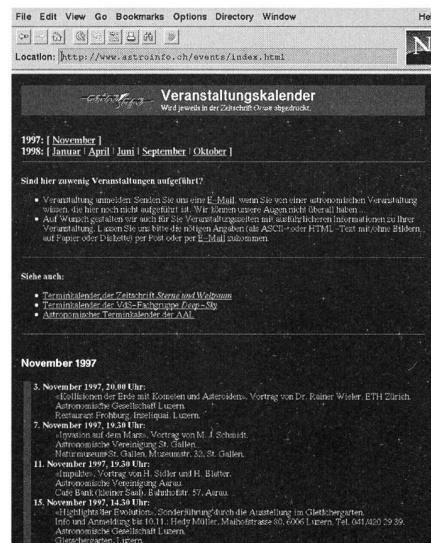 File Edit View Go Bookmarks Options Directory Window Hel
N
Location: http://www.astroinfo.ch/events/index.html
astroinfo
Veranstaltungskalender
Wird jeweils in der Zeitschrift Orion abgedruckt.
1997: [ November ]
1998: [ Januar | April | Juni | September | Oktober ]
Sind hier zuwenig Veranstaltungen aufgeführt?
• Veranstaltung anmelden: Senden Sie uns eine E-Mail, wenn Sie von einer astronomischen Veranstaltung
wissen, die hier noch nicht aufgeführt ist. Wir können unsere Augen nicht überall haben...
• Auf Wunsch gestalten wir auch für Sie Veranstaltungsseiten mit ausführlicheren Informationen zu Ihrer
Veranstaltung. Lassen Sie uns bitte die nötigen Angaben (als ASCII- oder HTML-Text mit/ohne Bildern,
auf Papier oder Diskette) per Post oder per E-Mail zukommen.
Siehe auch:
• Terminkalender der Zeitschrift Sterne und Weltraum
• Terminkalender der VdS-Fachgruppe Deep-Sky
• Astronomischer Terminkalender der AAL
November 1997
3. November 1997, 20.00 Uhr:
«Kollisionen der Erde mit Kometen und Asteroiden», Vortrag von Dr. Rainer Wieler, ETH Zürich.
Astronomische Gesellschaft Luzern.
Restaurant Frohburg, Inseliquai, Luzern.
7. November 1997, 19.30 Uhr:
«Invasion auf dem Mars», Vortrag von M. J. Schmidt.
Astronomische Vereinigung St. Gallen.
Naturmuseum St. Gallen, Museumstr. 32, St. Gallen.
11. November 1997, 19.30 Uhr:
«Impakte», Vortrag von H. Sidler und H. Blatter.
Astronomische Vereinigung Aarau.
Café Bank (kleiner Saal), Bahnhofstr. 57, Aarau.
15. November 1997, 14.30 Uhr:
«Highlights der Evolution», Sonderführung durch die Ausstellung im Gletschergarten.
Info und Anmeldung bis 10.11.: Hedy Müller, Maihofstrasse 80, 6006 Luzern, Tel. 041/420 29 39.
Astronomische Gesellschaft Luzern.
Gletschergarten, Luzern.